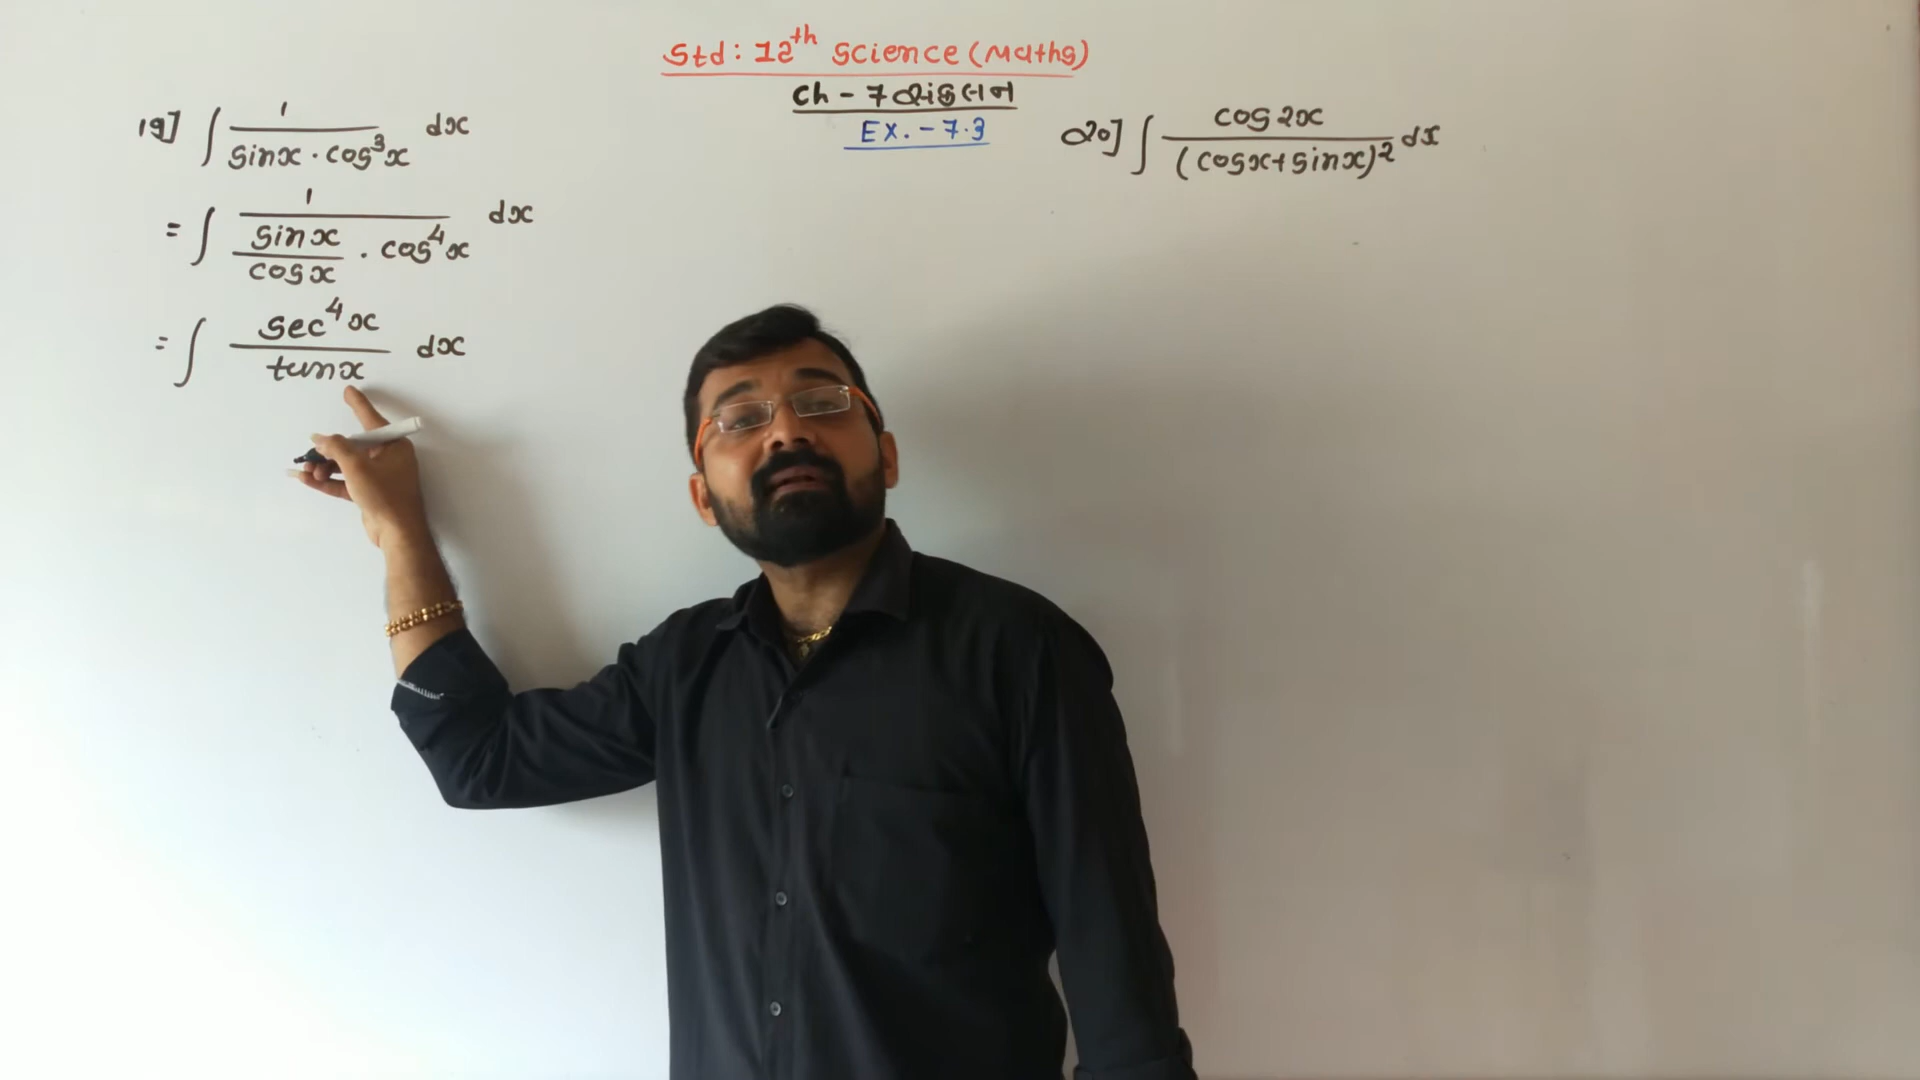 Std : 12th Science (Maths)
Ch - 7 સંકલન
EX. - 7.3
19] ∫ 1 / (sinx · cos³x) dx
= ∫ 1 / ((sinx / cosx) · cos⁴x) dx
= ∫ sec⁴x / tanx dx
20] ∫ cos2x / (cosx+sinx)² dx